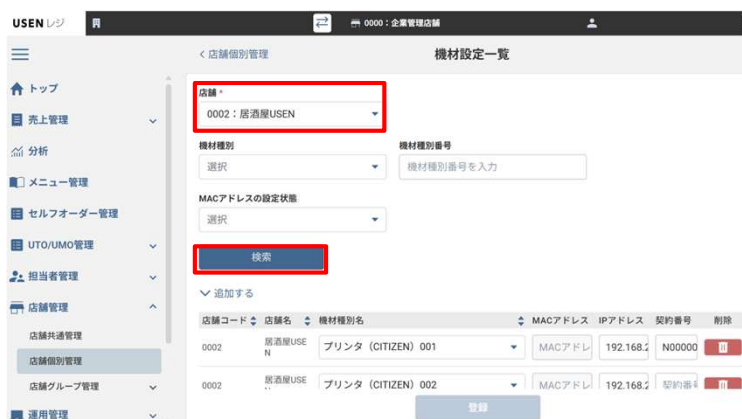 USEN レジ
0000：企業管理店舗
＜ 店舗個別管理
機材設定一覧
トップ
売上管理
分析
メニュー管理
セルフオーダー管理
UTO/UMO管理
担当者管理
店舗管理
店舗共通管理
店舗個別管理
店舗グループ管理
運用管理
店舗 *
0002：居酒屋USEN
機材種別
機材種別番号
選択
機材種別番号を入力
MACアドレスの設定状態
選択
検索
追加する
店舗コード 店舗名 機材種別名 MACアドレス IPアドレス 契約番号 削除
0002 居酒屋USEN プリンタ（CITIZEN）001 MACアドレ 192.168.2 N00000
0002 居酒屋USE プリンタ（CITIZEN）002 MACアドレ 192.168.2 契約番号
登録